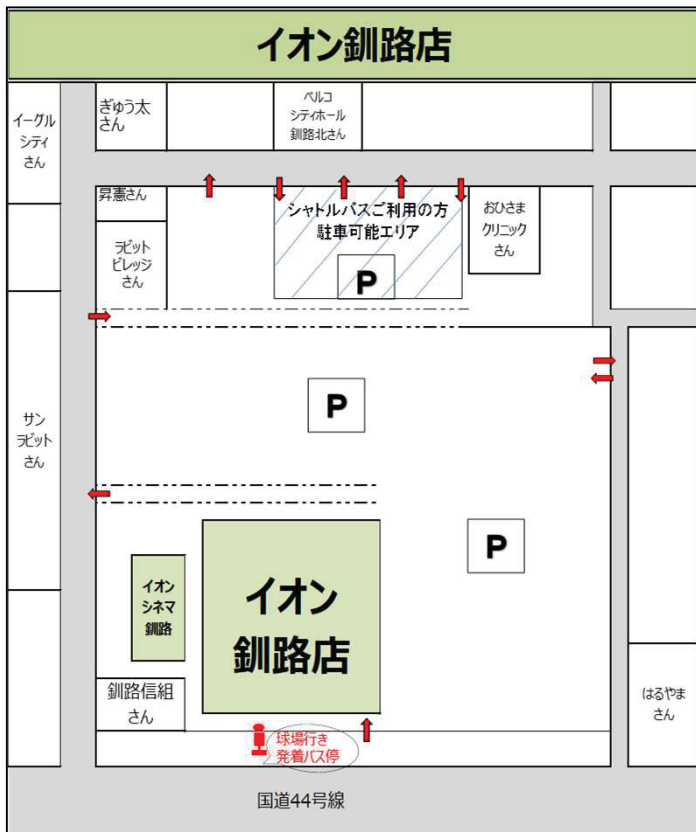 イオン釧路店
イーグル
シティ
さん
ぎゅう太
さん
ベルコ
シティホール
釧路北さん
昇憲さん
ラビット
ビレッジ
さん
シャトルバスご利用の方
駐車可能エリア
P
おひさま
クリニック
さん
サン
ラビット
さん
P
P
イオン
シネマ
釧路
イオン
釧路店
釧路信組
さん
はるやま
さん
球場行き
発着バス停
国道44号線